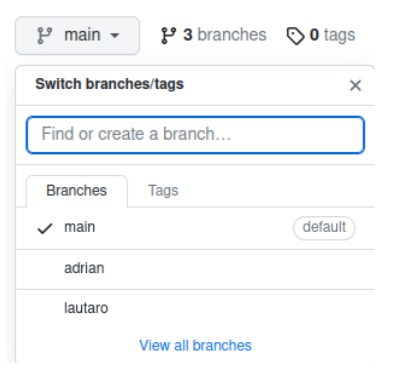 main 3 branches 0 tags
Switch branches/tags
Find or create a branch...
Branches Tags
main default
adrian
lautaro
View all branches